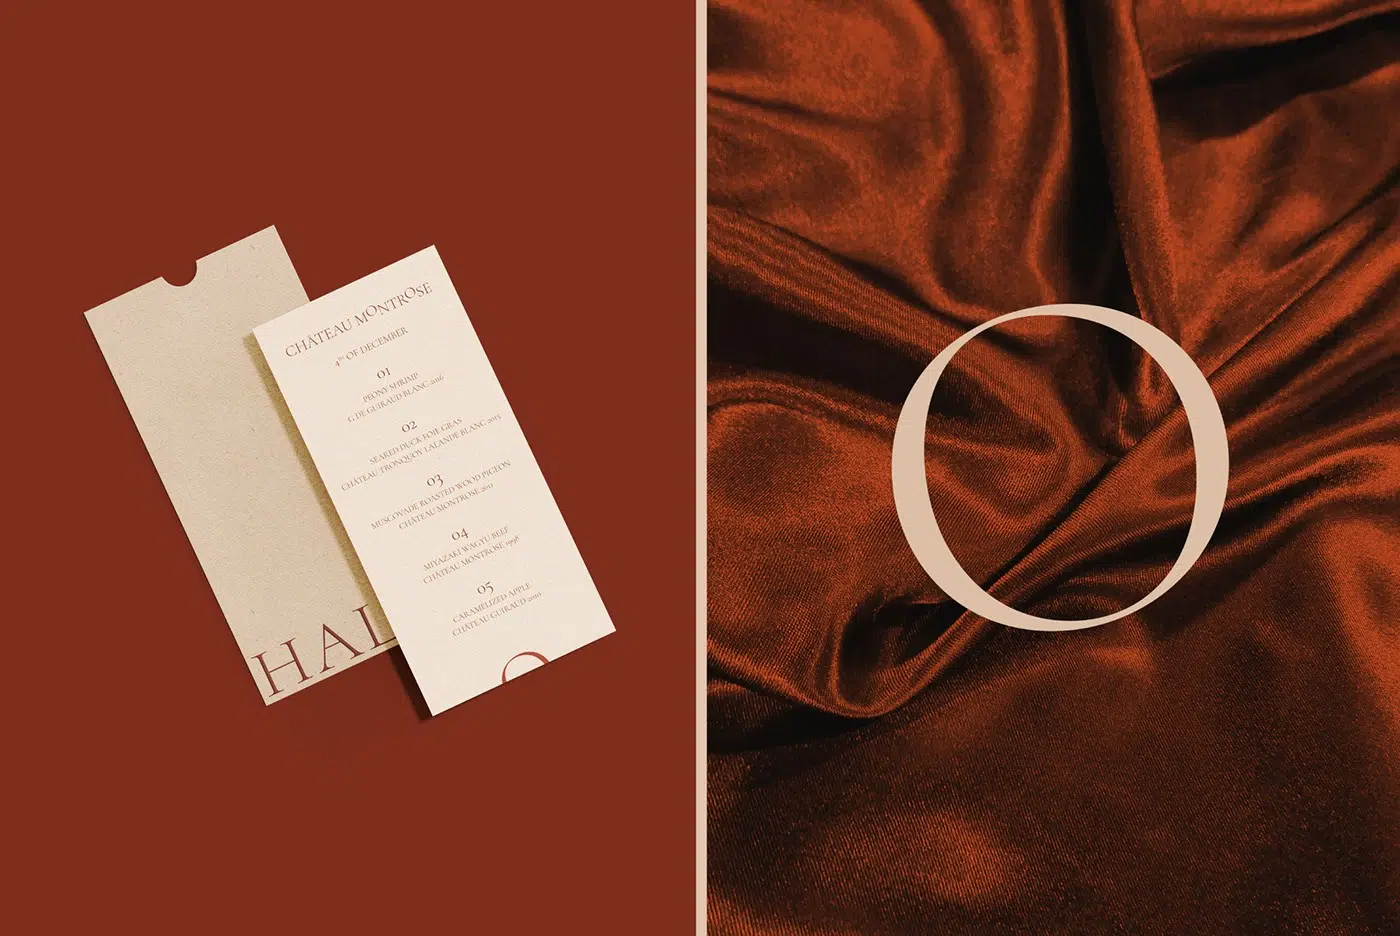 HAL
CHÂTEAU MONTROSE
4TH OF DECEMBER
01
PEONY SHRIMP
G DE GUIRAUD BLANC 2016
02
SEARED DUCK FOIE GRAS
CHÂTEAU TRONQUOY LALANDE BLANC 2015
03
MUSCOVADE ROASTED WOOD PIGEON
CHÂTEAU MONTROSE 2011
04
MIYAZAKI WAGYU BEEF
CHÂTEAU MONTROSE 1998
05
CARAMELIZED APPLE
CHÂTEAU GUIRAUD 2010
O
O